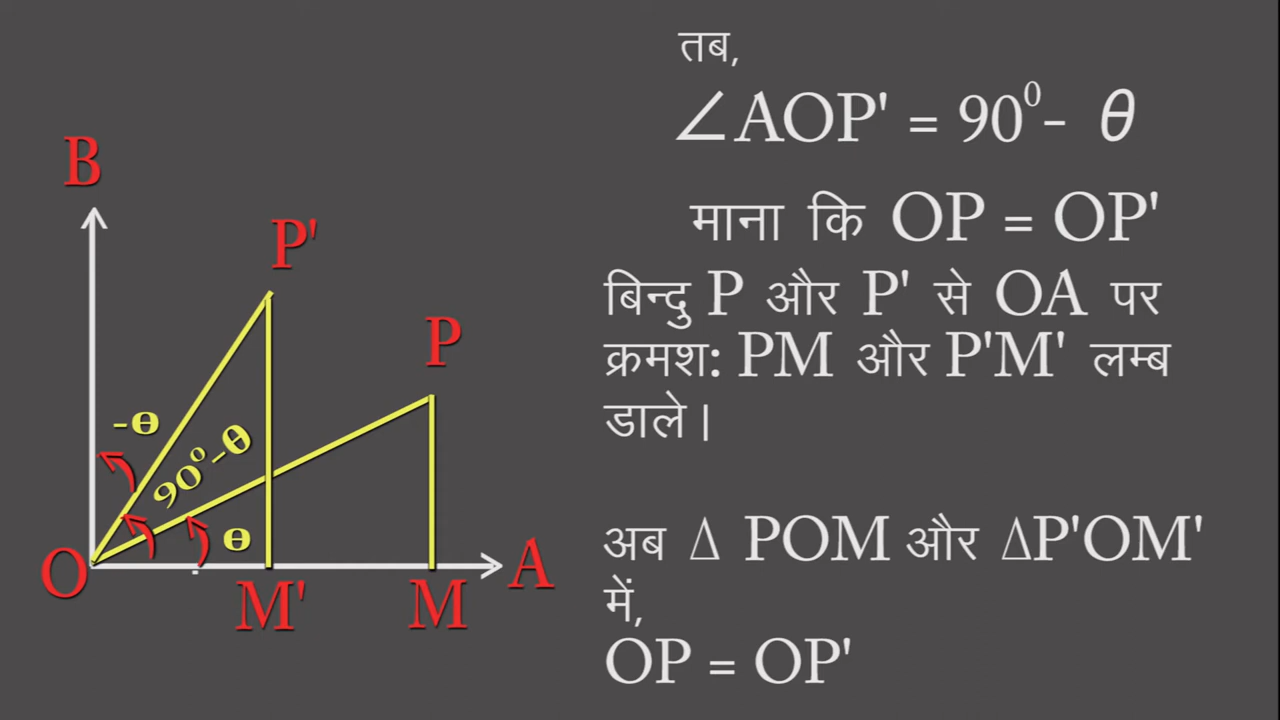 तब,
∠AOP' = 90⁰- θ
माना कि OP = OP'
बिन्दु P और P' से OA पर
क्रमश: PM और P'M' लम्ब
डाले |
अब Δ POM और ΔP'OM'
में,
OP = OP'
B
P'
P
-θ
90⁰-θ
θ
O
A
M'
M